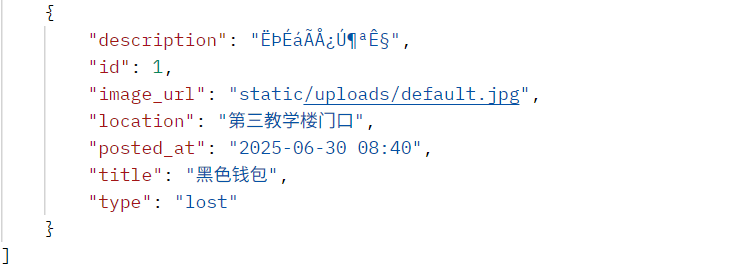 {
"description": "ËÞÉáÃÅ¿Ú¶ªÊ§",
"id": 1,
"image_url": "static/uploads/default.jpg",
"location": "第三教学楼门口",
"posted_at": "2025-06-30 08:40",
"title": "黑色钱包",
"type": "lost"
}
]